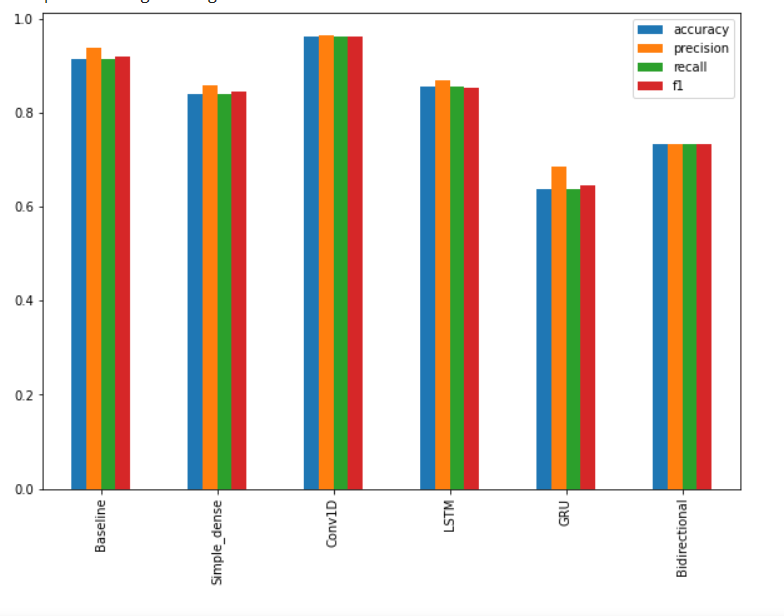 1.0
0.8
0.6
0.4
0.2
0.0
accuracy
precision
recall
f1
Baseline
Simple_dense
Conv1D
LSTM
GRU
Bidirectional